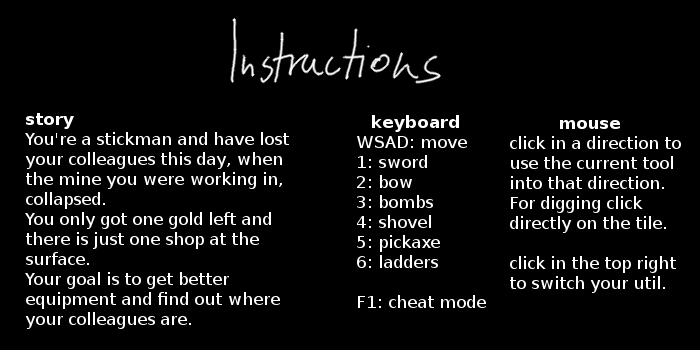 Instructions
story
You're a stickman and have lost
your colleagues this day, when
the mine you were working in,
collapsed.
You only got one gold left and
there is just one shop at the
surface.
Your goal is to get better
equipment and find out where
your colleagues are.
keyboard
WSAD: move
1: sword
2: bow
3: bombs
4: shovel
5: pickaxe
6: ladders
F1: cheat mode
mouse
click in a direction to
use the current tool
into that direction.
For digging click
directly on the tile.
click in the top right
to switch your util.